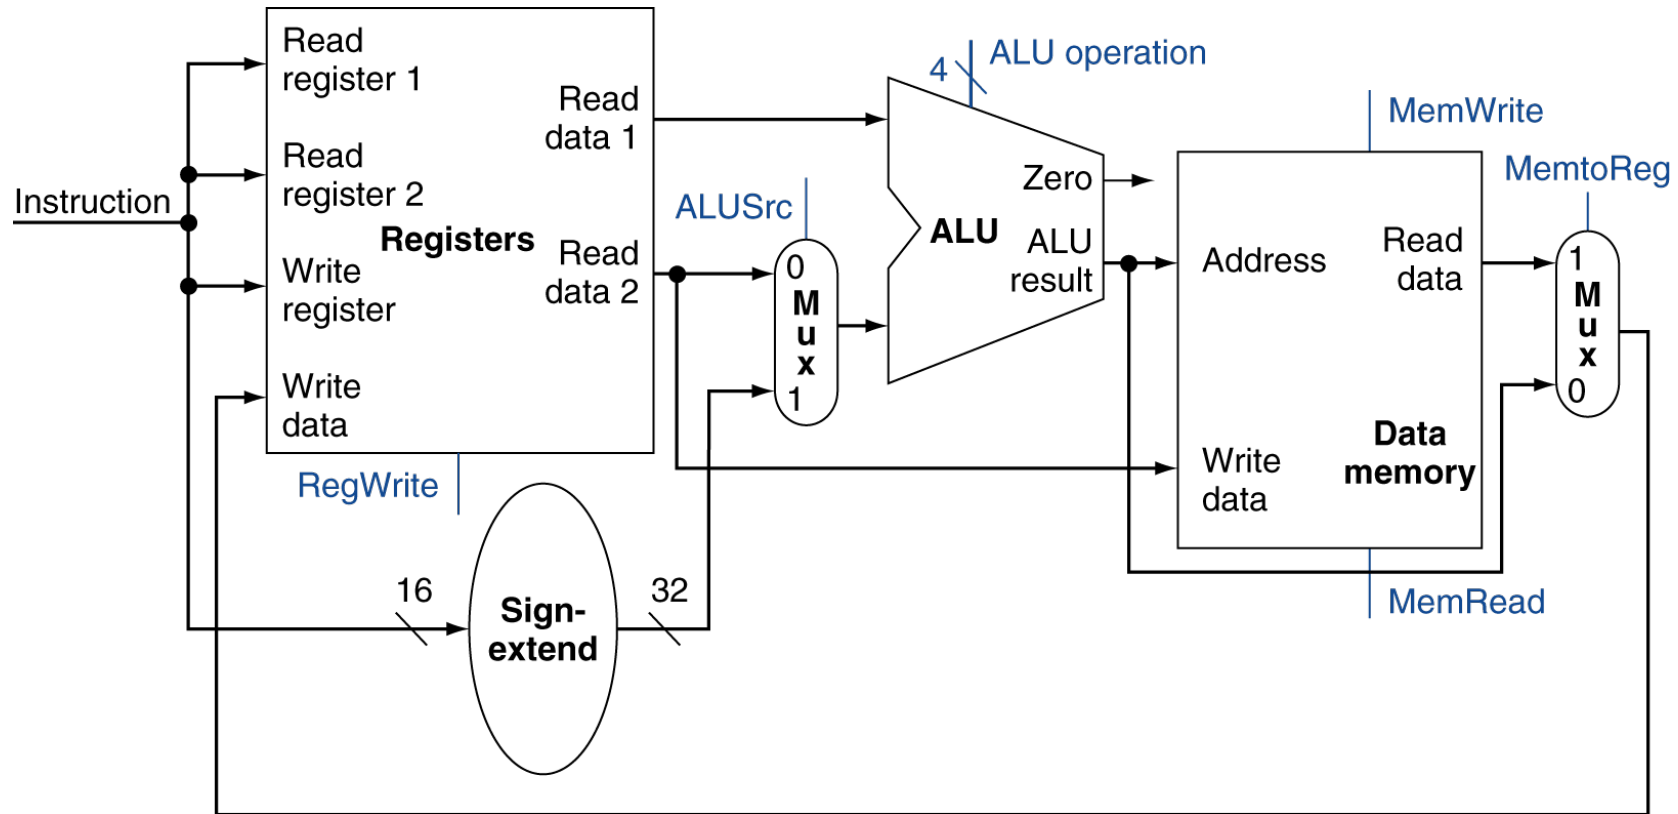 Instruction
Read
register 1
Read
register 2
Registers
Write
register
Write
data
Read
data 1
Read
data 2
RegWrite
16
Sign-
extend
32
ALUSrc
0
M
u
x
1
4
ALU operation
Zero
ALU
ALU
result
MemWrite
Address
Read
data
Write
data
Data
memory
MemRead
MemtoReg
1
M
u
x
0